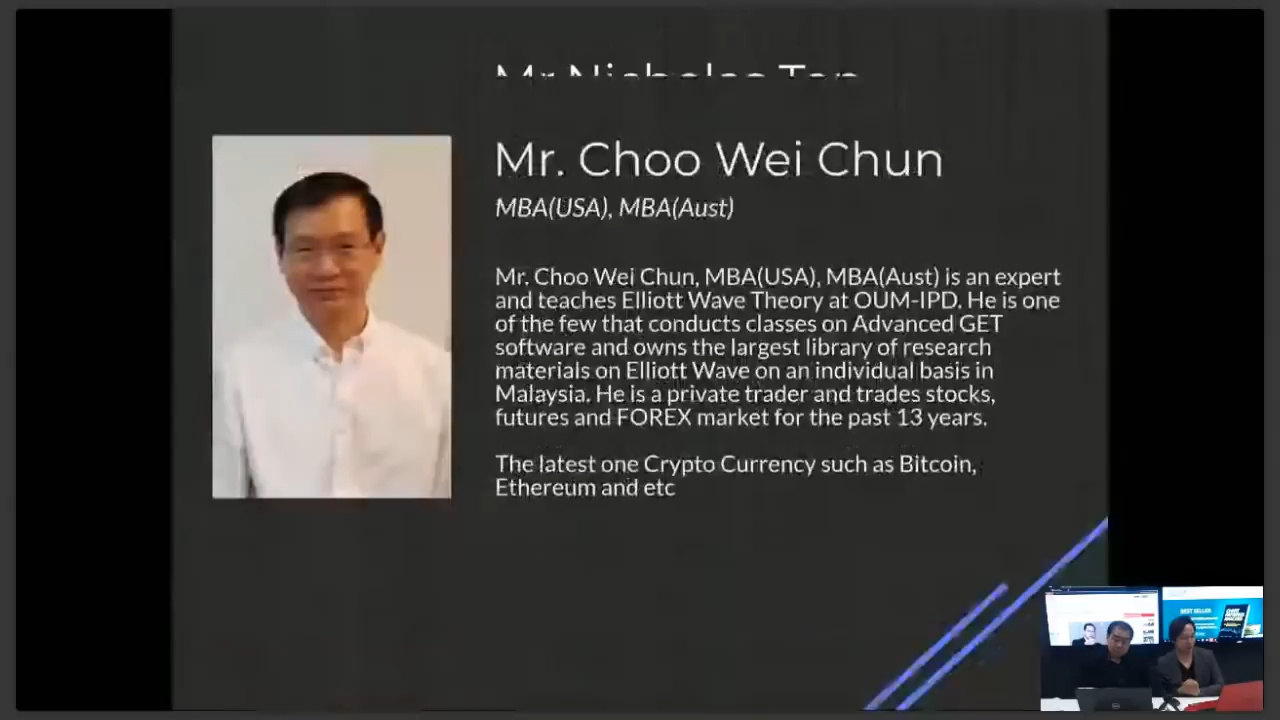 Mr. Choo Wei Chun
MBA(USA), MBA(Aust)
Mr. Choo Wei Chun, MBA(USA), MBA(Aust) is an expert
and teaches Elliott Wave Theory at OUM-IPD. He is one
of the few that conducts classes on Advanced GET
software and owns the largest library of research
materials on Elliott Wave on an individual basis in
Malaysia. He is a private trader and trades stocks,
futures and FOREX market for the past 13 years.
The latest one Crypto Currency such as Bitcoin,
Ethereum and etc
BEST SELLER